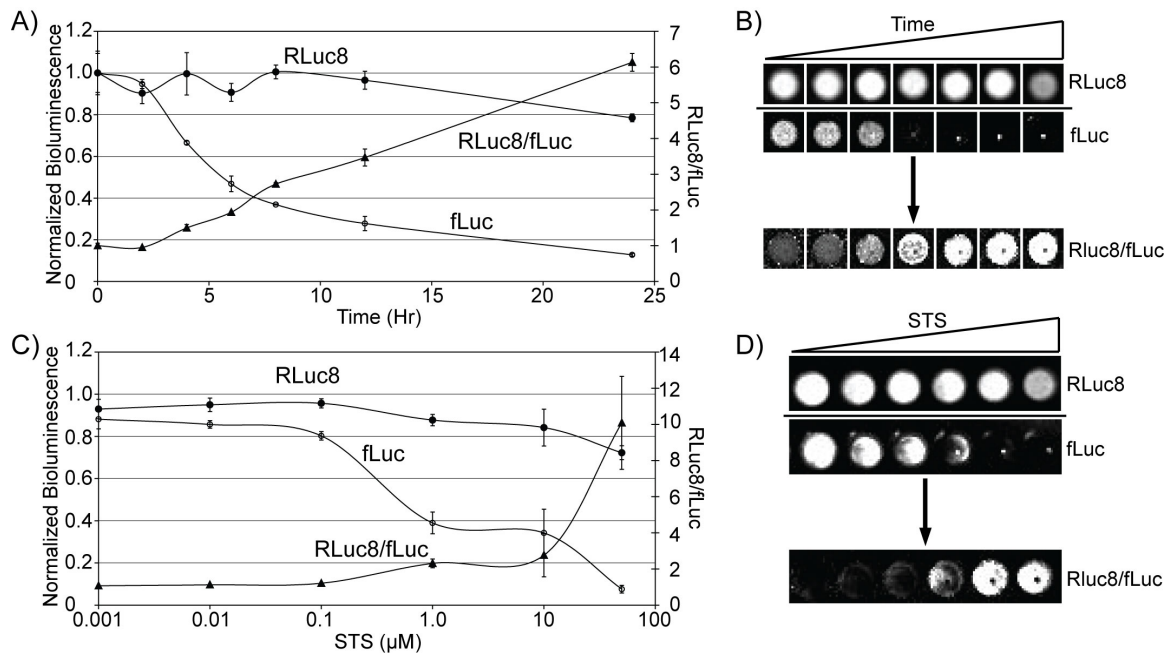 A)
1.2
1.0
0.8
0.6
0.4
0.2
0
Normalized Bioluminescence
7
6
5
4
3
2
1
0
RLuc8/fLuc
RLuc8
RLuc8/fLuc
fLuc
0 5 10 15 20 25
Time (Hr)
B)
Time
RLuc8
fLuc
Rluc8/fLuc
C)
1.2
1.0
0.8
0.6
0.4
0.2
0
Normalized Bioluminescence
14
12
10
8
6
4
2
0
RLuc8/fLuc
RLuc8
fLuc
RLuc8/fLuc
0.001 0.01 0.1 1.0 10 100
STS (µM)
D)
STS
RLuc8
fLuc
Rluc8/fLuc